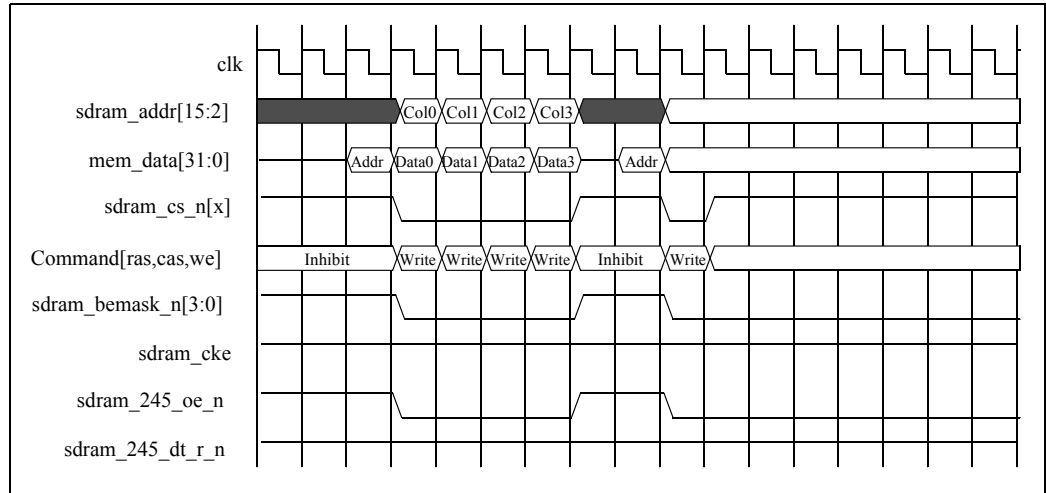 clk
sdram_addr[15:2] Col0 Col1 Col2 Col3
mem_data[31:0] Addr Data0 Data1 Data2 Data3 Addr
sdram_cs_n[x]
Command[ras,cas,we] Inhibit Write Write Write Write Inhibit Write
sdram_bemask_n[3:0]
sdram_cke
sdram_245_oe_n
sdram_245_dt_r_n